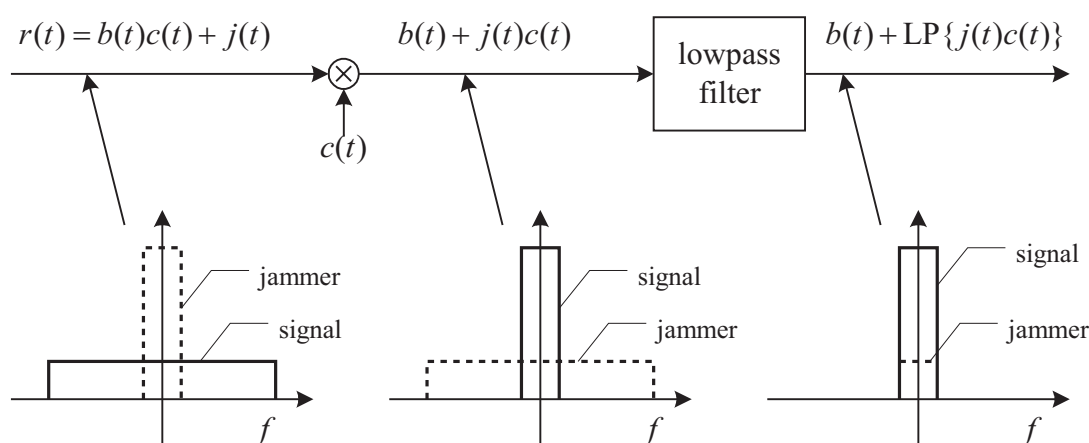 r(t) = b(t)c(t) + j(t)
b(t) + j(t)c(t)
lowpass
filter
b(t) + LP{j(t)c(t)}
c(t)
jammer
signal
f
signal
jammer
f
signal
jammer
f